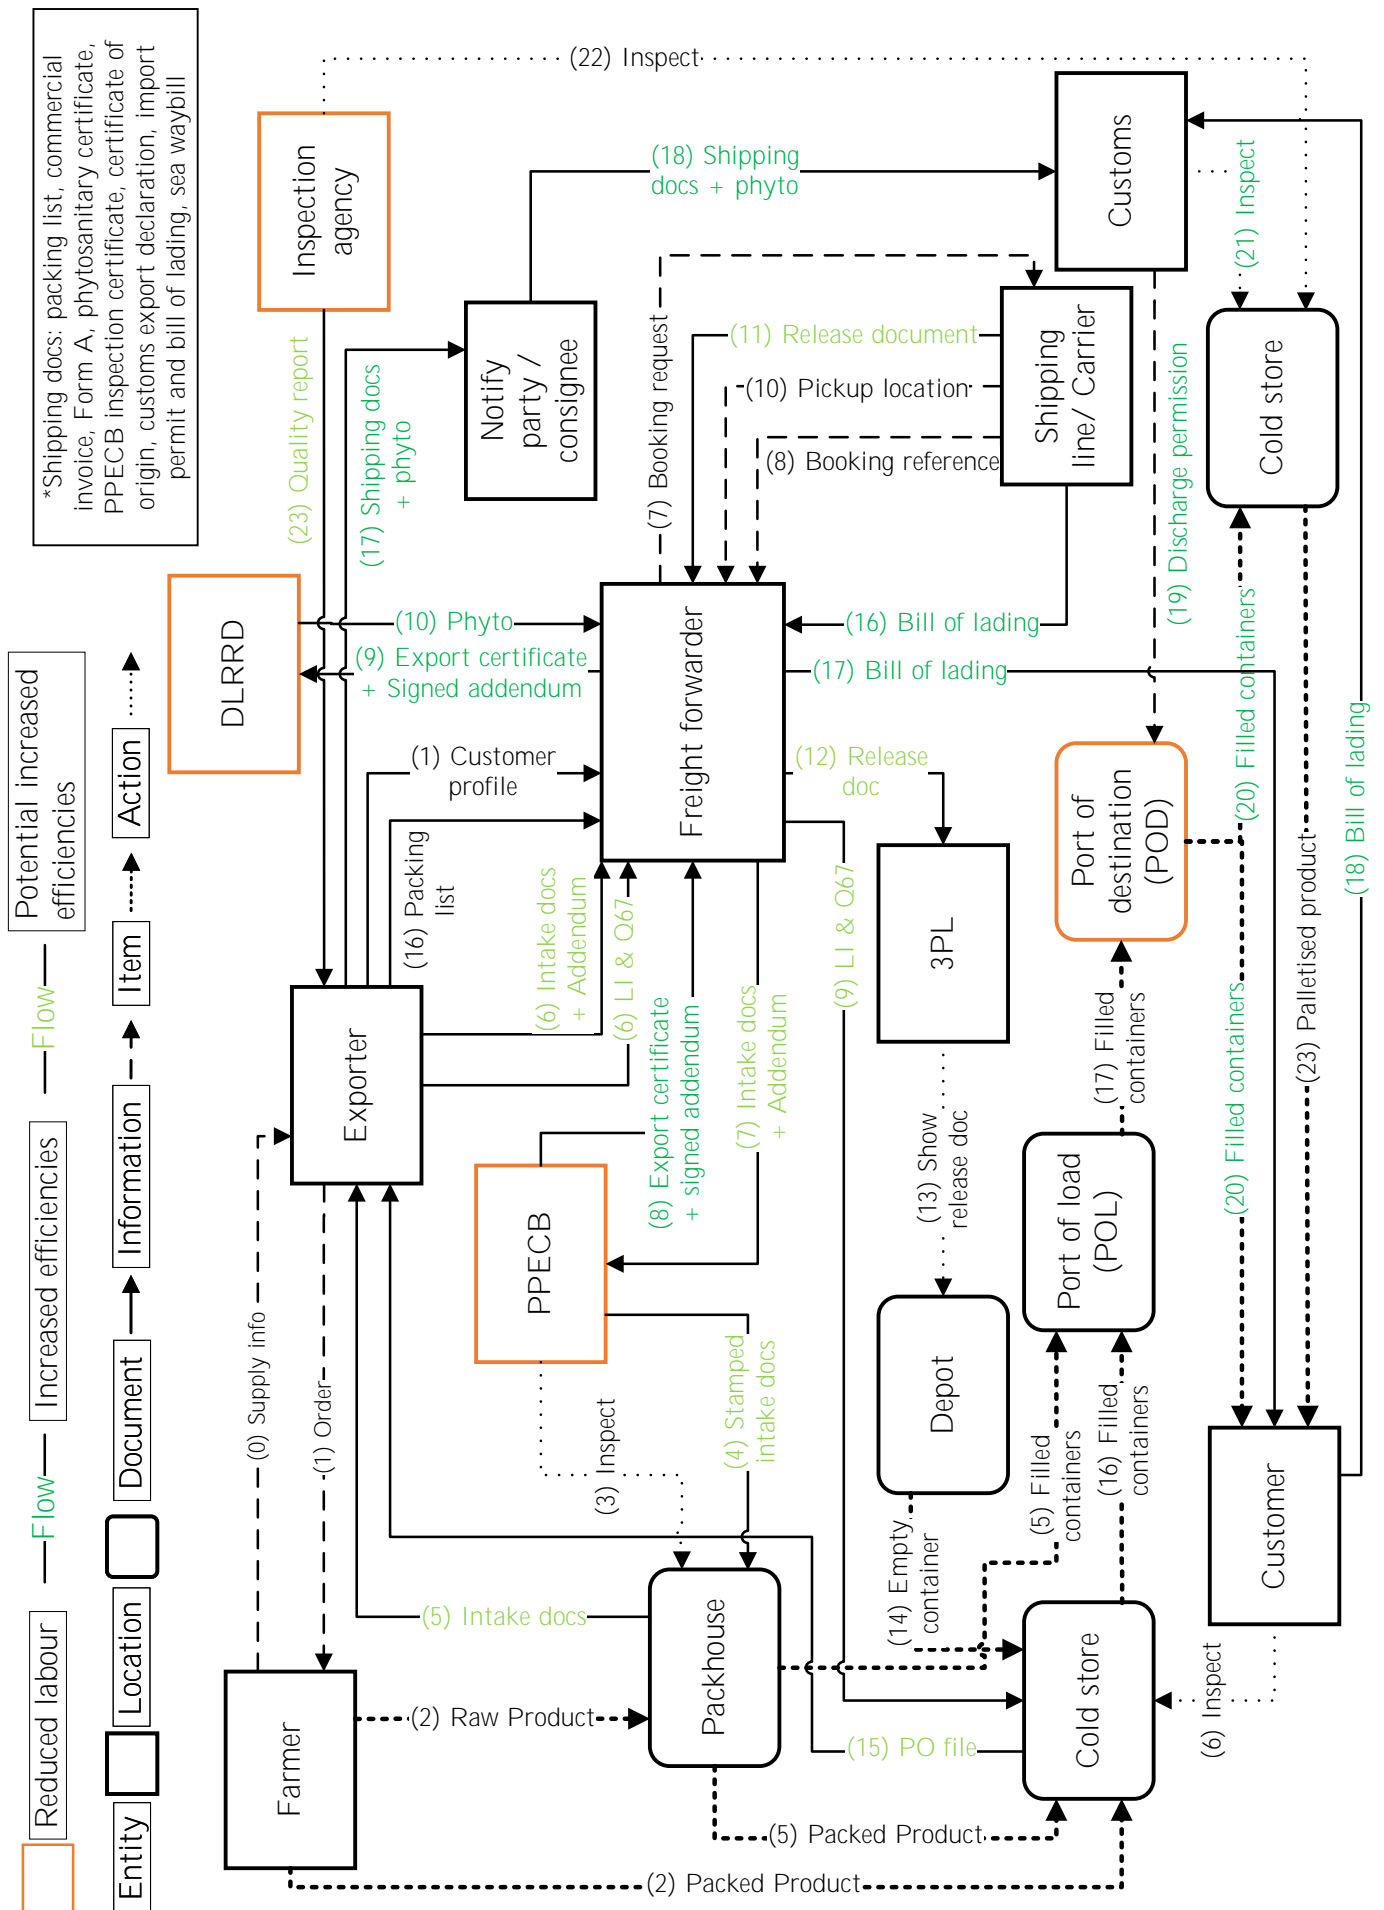 Reduced labour
Flow
Increased efficiencies
Flow
Potential increased
efficiencies
Entity
Location
Document
Information
Item
Action
*Shipping docs: packing list, commercial
invoice, Form A, phytosanitary certificate,
PPECB inspection certificate, certificate of
origin, customs export declaration, import
permit and bill of lading, sea waybill
Farmer
(0) Supply info
(1) Order
Exporter
(23) Quality report
Inspection
agency
(22) Inspect
DLRRD
(10) Phyto
(9) Export certificate
+ Signed addendum
(17) Shipping docs
+ phyto
Notify
party /
consignee
(18) Shipping
docs + phyto
(1) Customer
profile
(16) Packing
list
(6) Intake docs
+ Addendum
(6) LI & Q67
(8) Export certificate
+ signed addendum
(7) Intake docs
+ Addendum
PPECB
(3) Inspect
(4) Stamped
intake docs
(5) Intake docs
(2) Raw Product
Packhouse
Freight forwarder
(7) Booking request
(11) Release document
(10) Pickup location
(8) Booking reference
Shipping
line/ Carrier
(16) Bill of lading
(17) Bill of lading
(12) Release
doc
(9) LI & Q67
3PL
(13) Show
release doc
Depot
(14) Empty
container
(15) PO file
(5) Packed Product
(2) Packed Product
Cold store
(5) Filled
containers
(16) Filled
containers
Port of load
(POL)
(17) Filled
containers
Port of
destination
(POD)
(19) Discharge permission
Customs
(21) Inspect
Cold store
(20) Filled containers
(20) Filled containers
(23) Palletised product
(18) Bill of lading
Customer
(6) Inspect